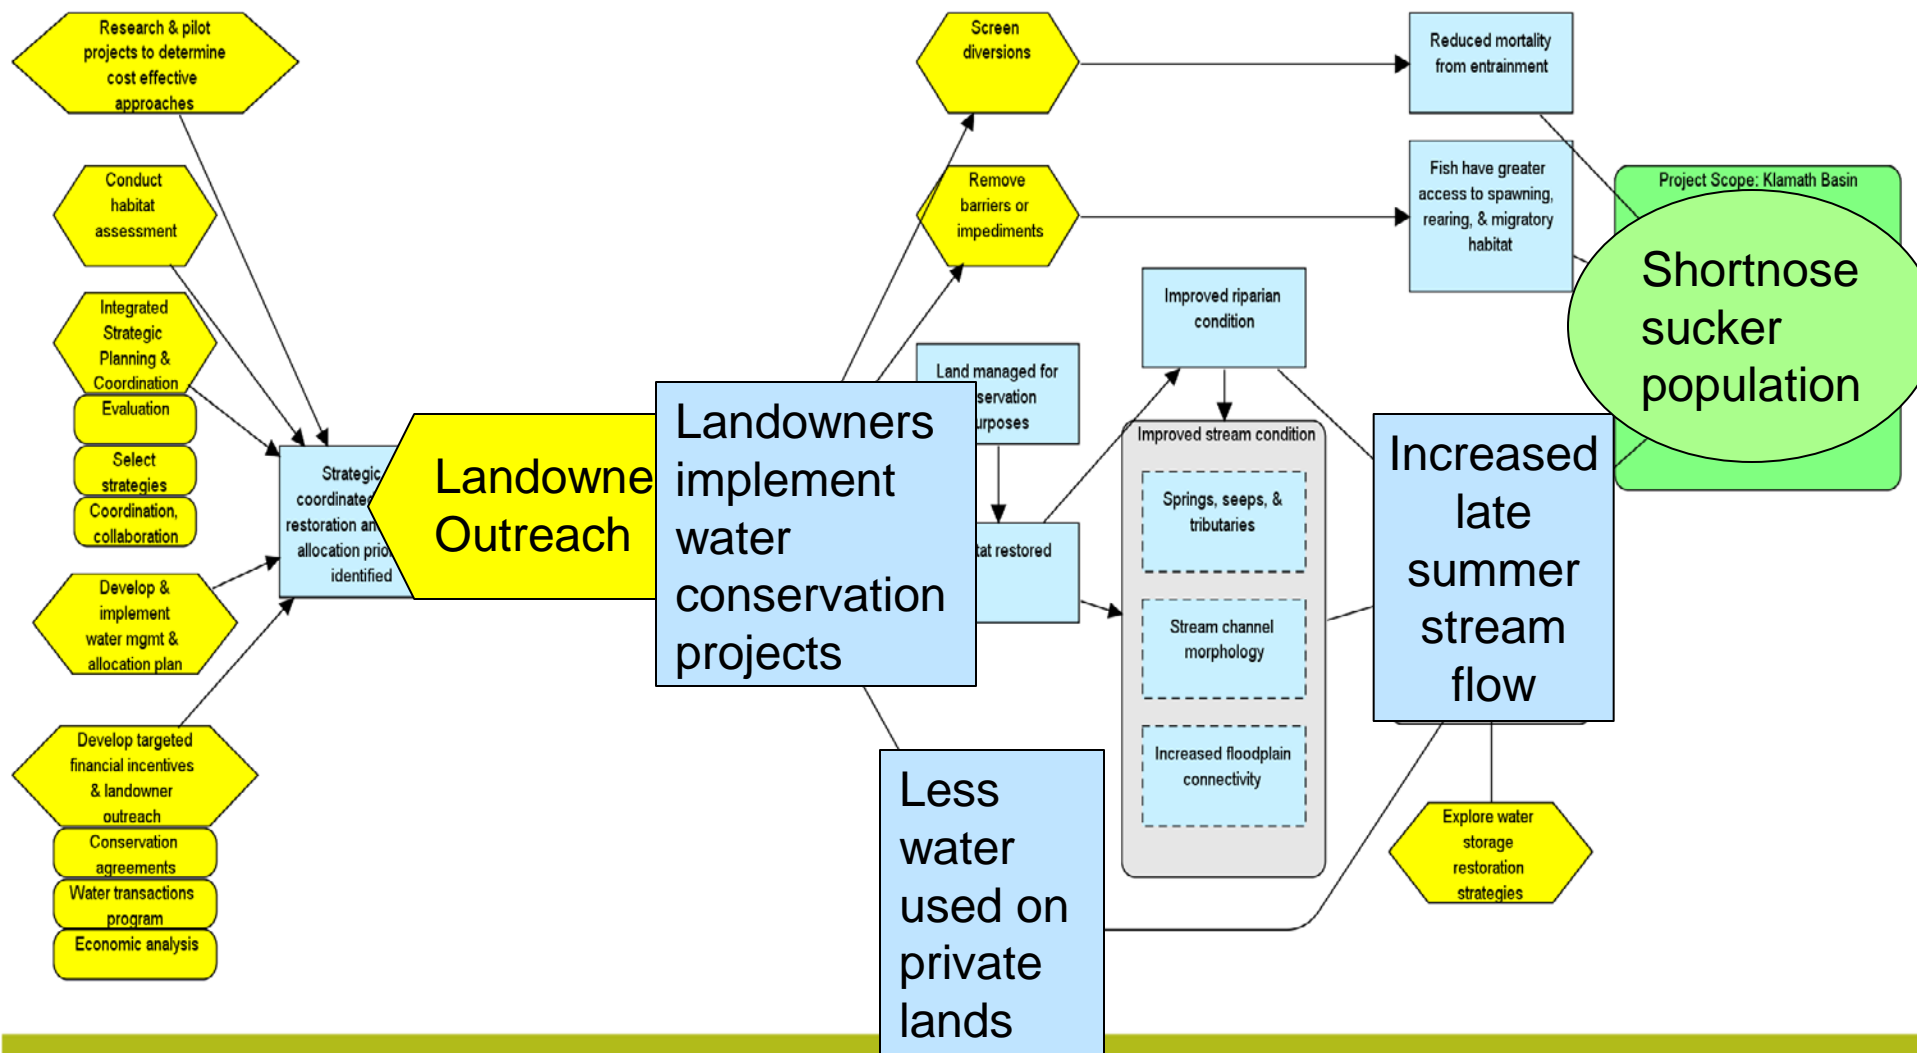 Research & pilot
projects to determine
cost effective
approaches
Conduct
habitat
assessment
Integrated
Strategic
Planning &
Coordination
Evaluation
Select
strategies
Coordination,
collaboration
Develop &
implement
water mgmt &
allocation plan
Develop targeted
financial incentives
& landowner
outreach
Conservation
agreements
Water transactions
program
Economic analysis
Strategic
coordinated
restoration an
allocation prio
identified
Landowne
Outreach
Landowners
implement
water
conservation
projects
Less
water
used on
private
lands
Screen
diversions
Remove
barriers or
impediments
Land managed for
servation
urposes
tat restored
Improved riparian
condition
Improved stream condition
Springs, seeps, &
tributaries
Stream channel
morphology
Increased floodplain
connectivity
Reduced mortality
from entrainment
Fish have greater
access to spawning,
rearing, & migratory
habitat
Increased
late
summer
stream
flow
Explore water
storage
restoration
strategies
Project Scope: Klamath Basin
Shortnose
sucker
population